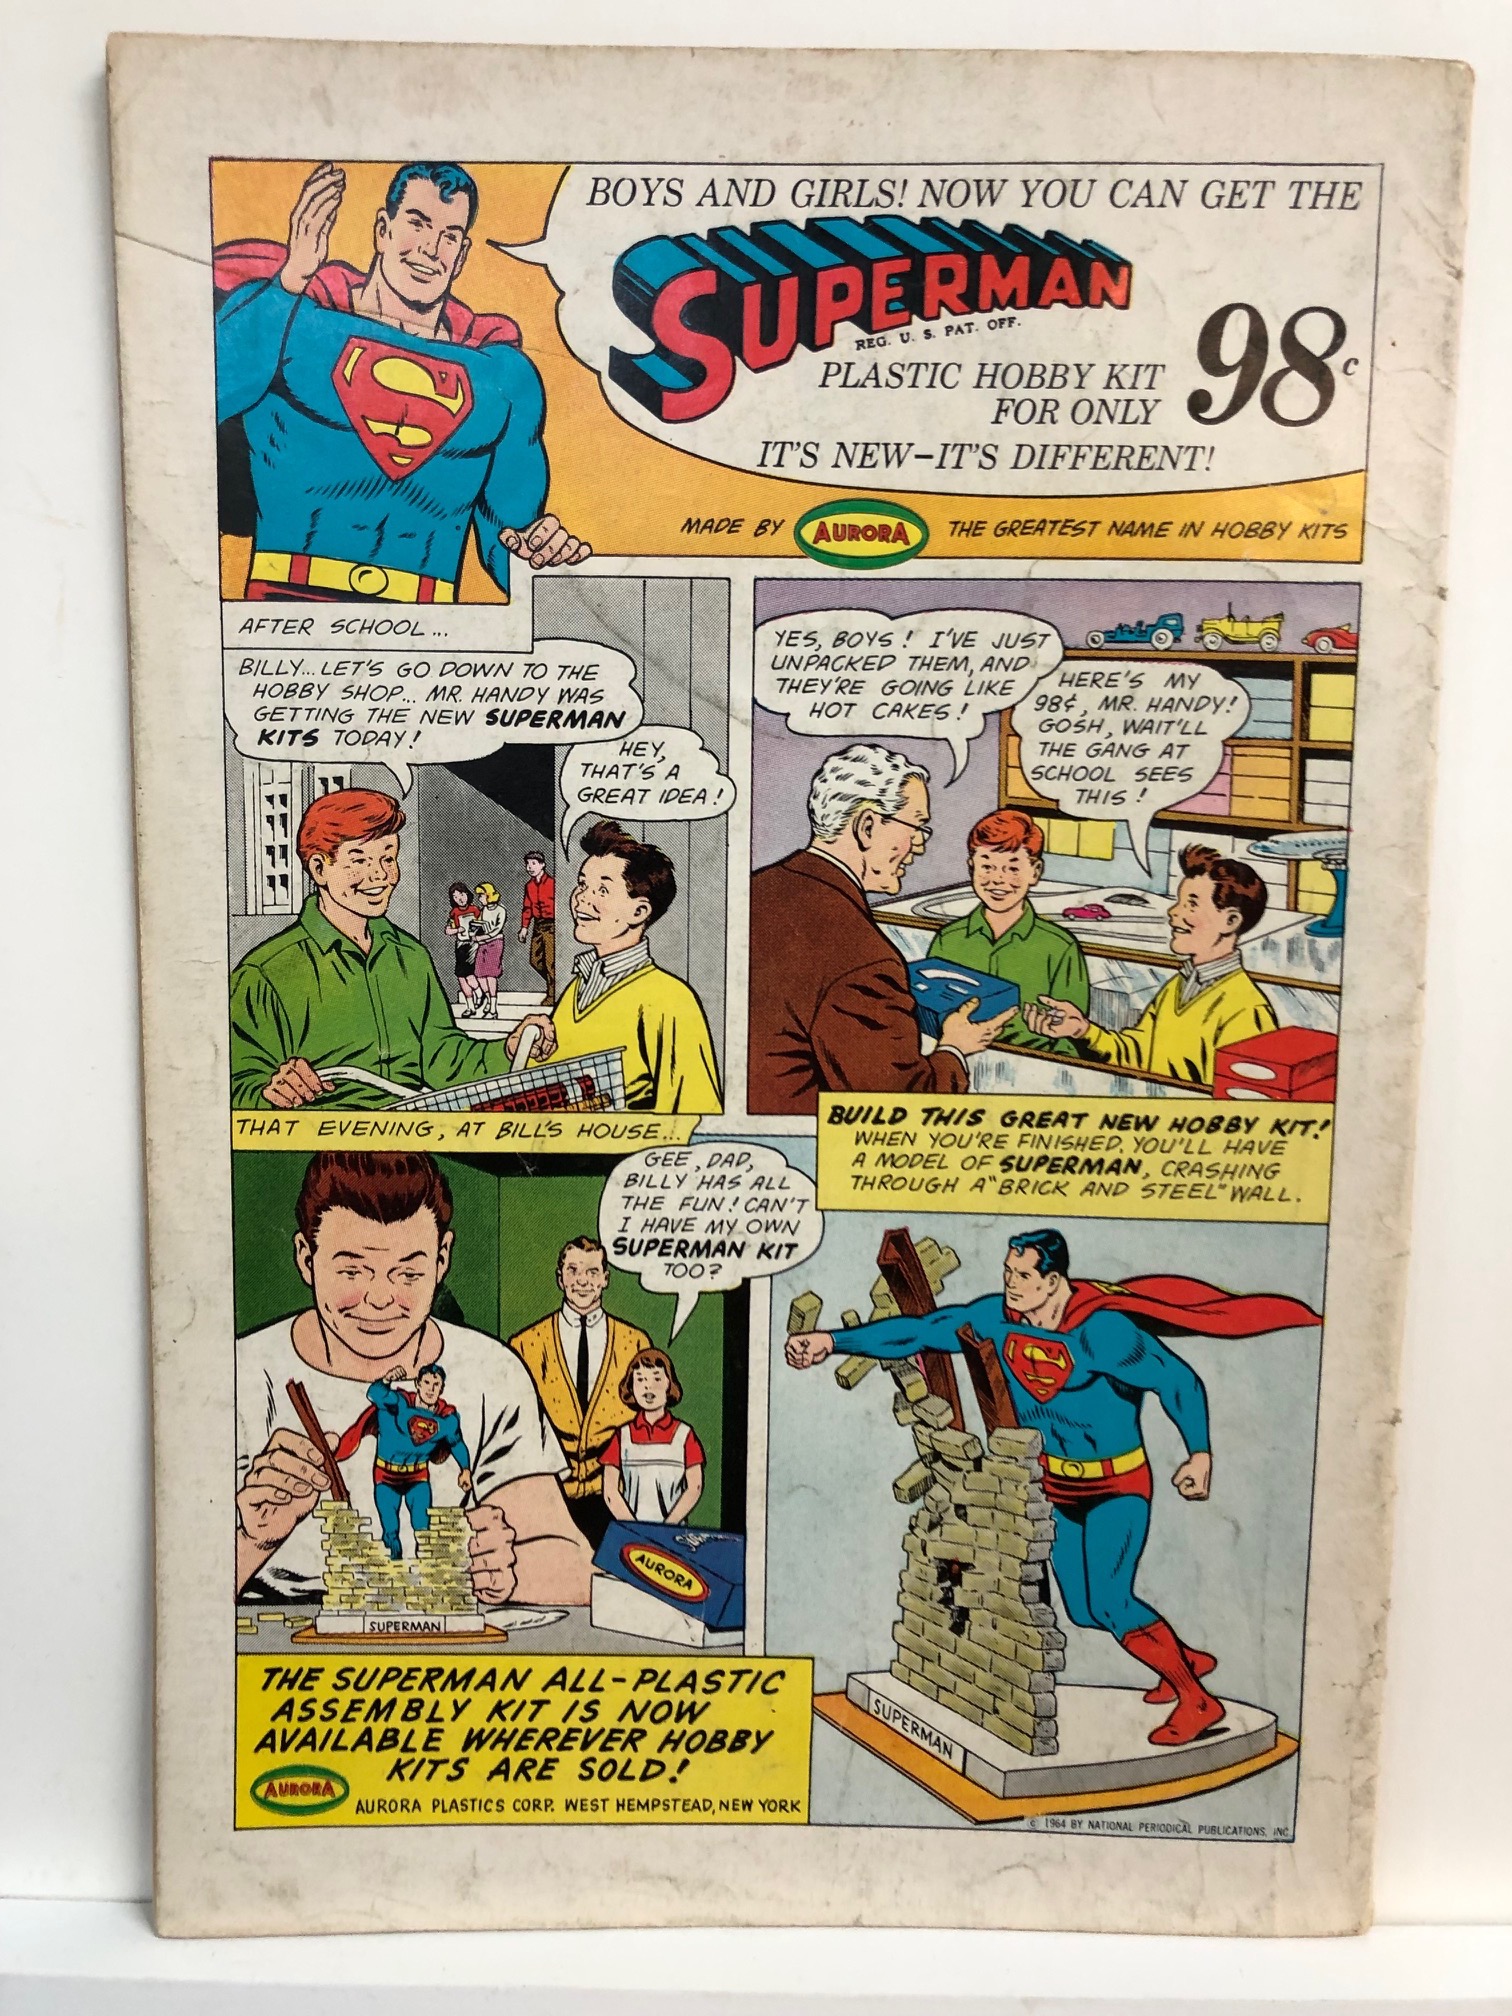 BOYS AND GIRLS! NOW YOU CAN GET THE
SUPERMAN
REG. U. S. PAT. OFF.
PLASTIC HOBBY KIT
FOR ONLY
98c
IT'S NEW–IT'S DIFFERENT!
MADE BY AURORA THE GREATEST NAME IN HOBBY KITS
AFTER SCHOOL...
BILLY... LET'S GO DOWN TO THE
HOBBY SHOP... MR. HANDY WAS
GETTING THE NEW SUPERMAN
KITS TODAY!
HEY,
THAT'S A
GREAT IDEA!
YES, BOYS! I'VE JUST
UNPACKED THEM, AND
THEY'RE GOING LIKE
HOT CAKES!
HERE'S MY
98¢, MR. HANDY!
GOSH, WAIT'LL
THE GANG AT
SCHOOL SEES
THIS!
THAT EVENING, AT BILL'S HOUSE...
GEE, DAD,
BILLY HAS ALL
THE FUN! CAN'T
I HAVE MY OWN
SUPERMAN KIT
TOO?
AURORA
SUPERMAN
BUILD THIS GREAT NEW HOBBY KIT!
WHEN YOU'RE FINISHED, YOU'LL HAVE
A MODEL OF SUPERMAN, CRASHING
THROUGH A "BRICK AND STEEL" WALL.
SUPERMAN
THE SUPERMAN ALL-PLASTIC
ASSEMBLY KIT IS NOW
AVAILABLE WHEREVER HOBBY
KITS ARE SOLD!
AURORA
AURORA PLASTICS CORP. WEST HEMPSTEAD, NEW YORK
© 1964 BY NATIONAL PERIODICAL PUBLICATIONS, INC